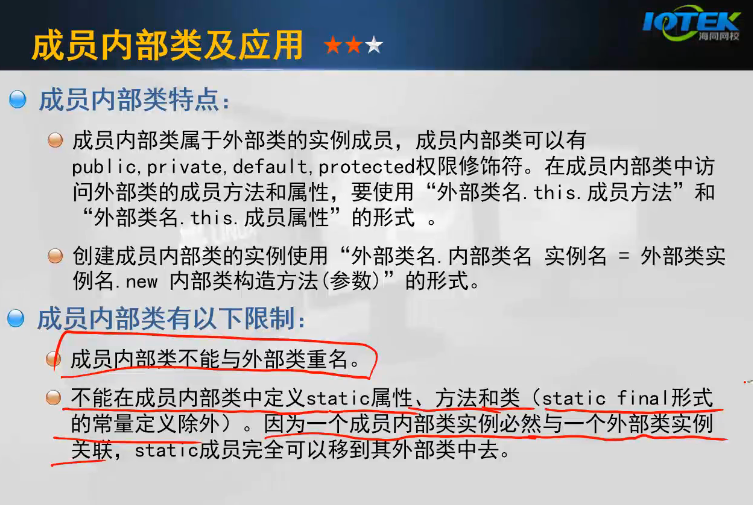 成员内部类及应用
IOTEK
海同网校
成员内部类特点：
成员内部类属于外部类的实例成员，成员内部类可以有
public,private,default,protected权限修饰符。在成员内部类中访
问外部类的成员方法和属性，要使用“外部类名.this.成员方法”和
“外部类名.this.成员属性”的形式 。
创建成员内部类的实例使用“外部类名.内部类名 实例名 = 外部类实
例名.new 内部类构造方法(参数)”的形式。
成员内部类有以下限制：
成员内部类不能与外部类重名。
不能在成员内部类中定义static属性、方法和类（static final形式
的常量定义除外）。因为一个成员内部类实例必然与一个外部类实例
关联，static成员完全可以移到其外部类中去。